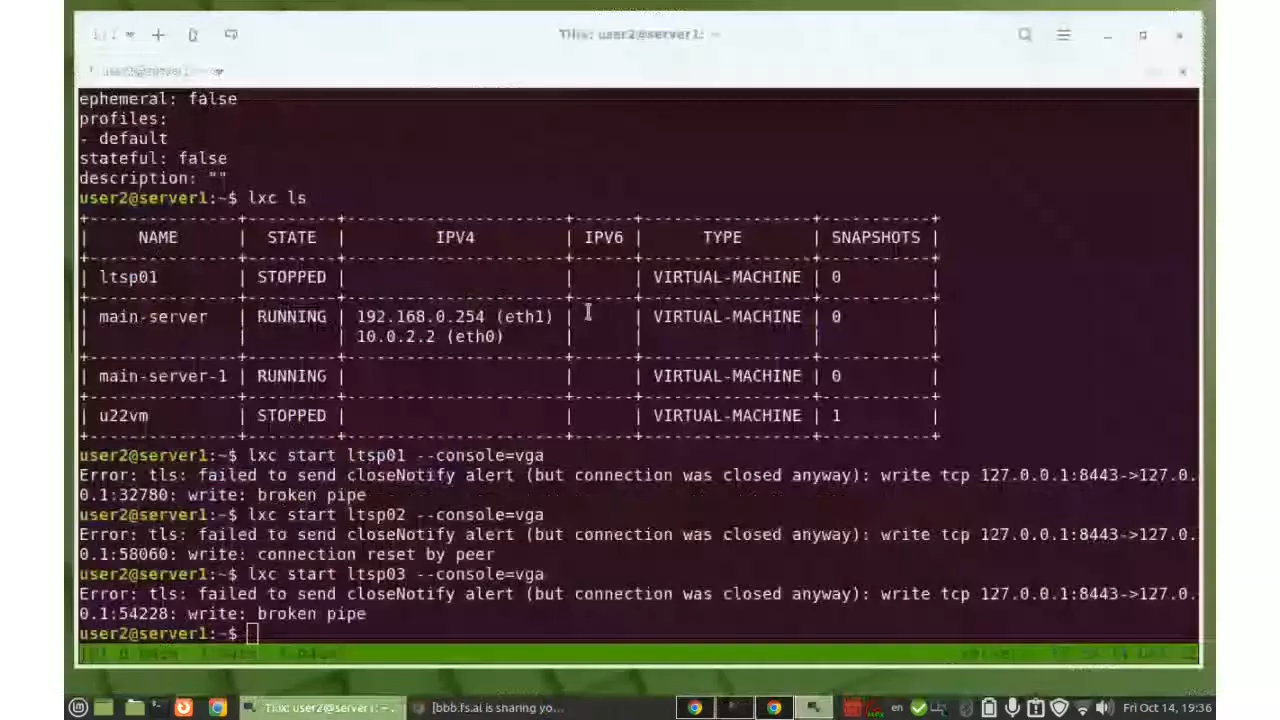 Tilix: user2@server1: ~
ephemeral: false
profiles:
- default
stateful: false
description: ""
user2@server1:~$ lxc ls
| NAME | STATE | IPV4 | IPV6 | TYPE | SNAPSHOTS |
| ltsp01 | STOPPED | | | VIRTUAL-MACHINE | 0 |
| main-server | RUNNING | 192.168.0.254 (eth1) | | VIRTUAL-MACHINE | 0 |
| | | 10.0.2.2 (eth0) | | | |
| main-server-1 | RUNNING | | | VIRTUAL-MACHINE | 0 |
| u22vm | STOPPED | | | VIRTUAL-MACHINE | 1 |
user2@server1:~$ lxc start ltsp01 --console=vga
Error: tls: failed to send closeNotify alert (but connection was closed anyway): write tcp 127.0.0.1:8443->127.0.
0.1:32780: write: broken pipe
user2@server1:~$ lxc start ltsp02 --console=vga
Error: tls: failed to send closeNotify alert (but connection was closed anyway): write tcp 127.0.0.1:8443->127.0.
0.1:58060: write: connection reset by peer
user2@server1:~$ lxc start ltsp03 --console=vga
Error: tls: failed to send closeNotify alert (but connection was closed anyway): write tcp 127.0.0.1:8443->127.0.
0.1:54228: write: broken pipe
user2@server1:~$
Tilix: user2@server1: ~... [bbb.fs.al is sharing yo... en Fri Oct 14, 19:36